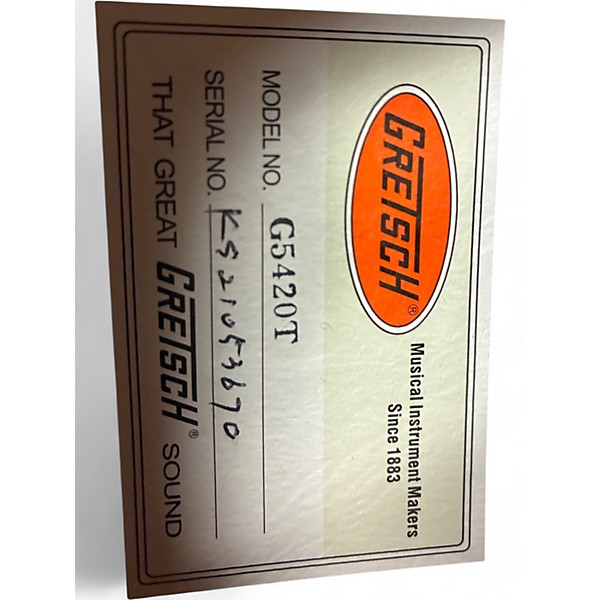 GRETSCH®
Musical Instrument Makers
Since 1883
MODEL NO. G5420T
SERIAL NO. KS21053670
THAT GREAT GRETSCH® SOUND